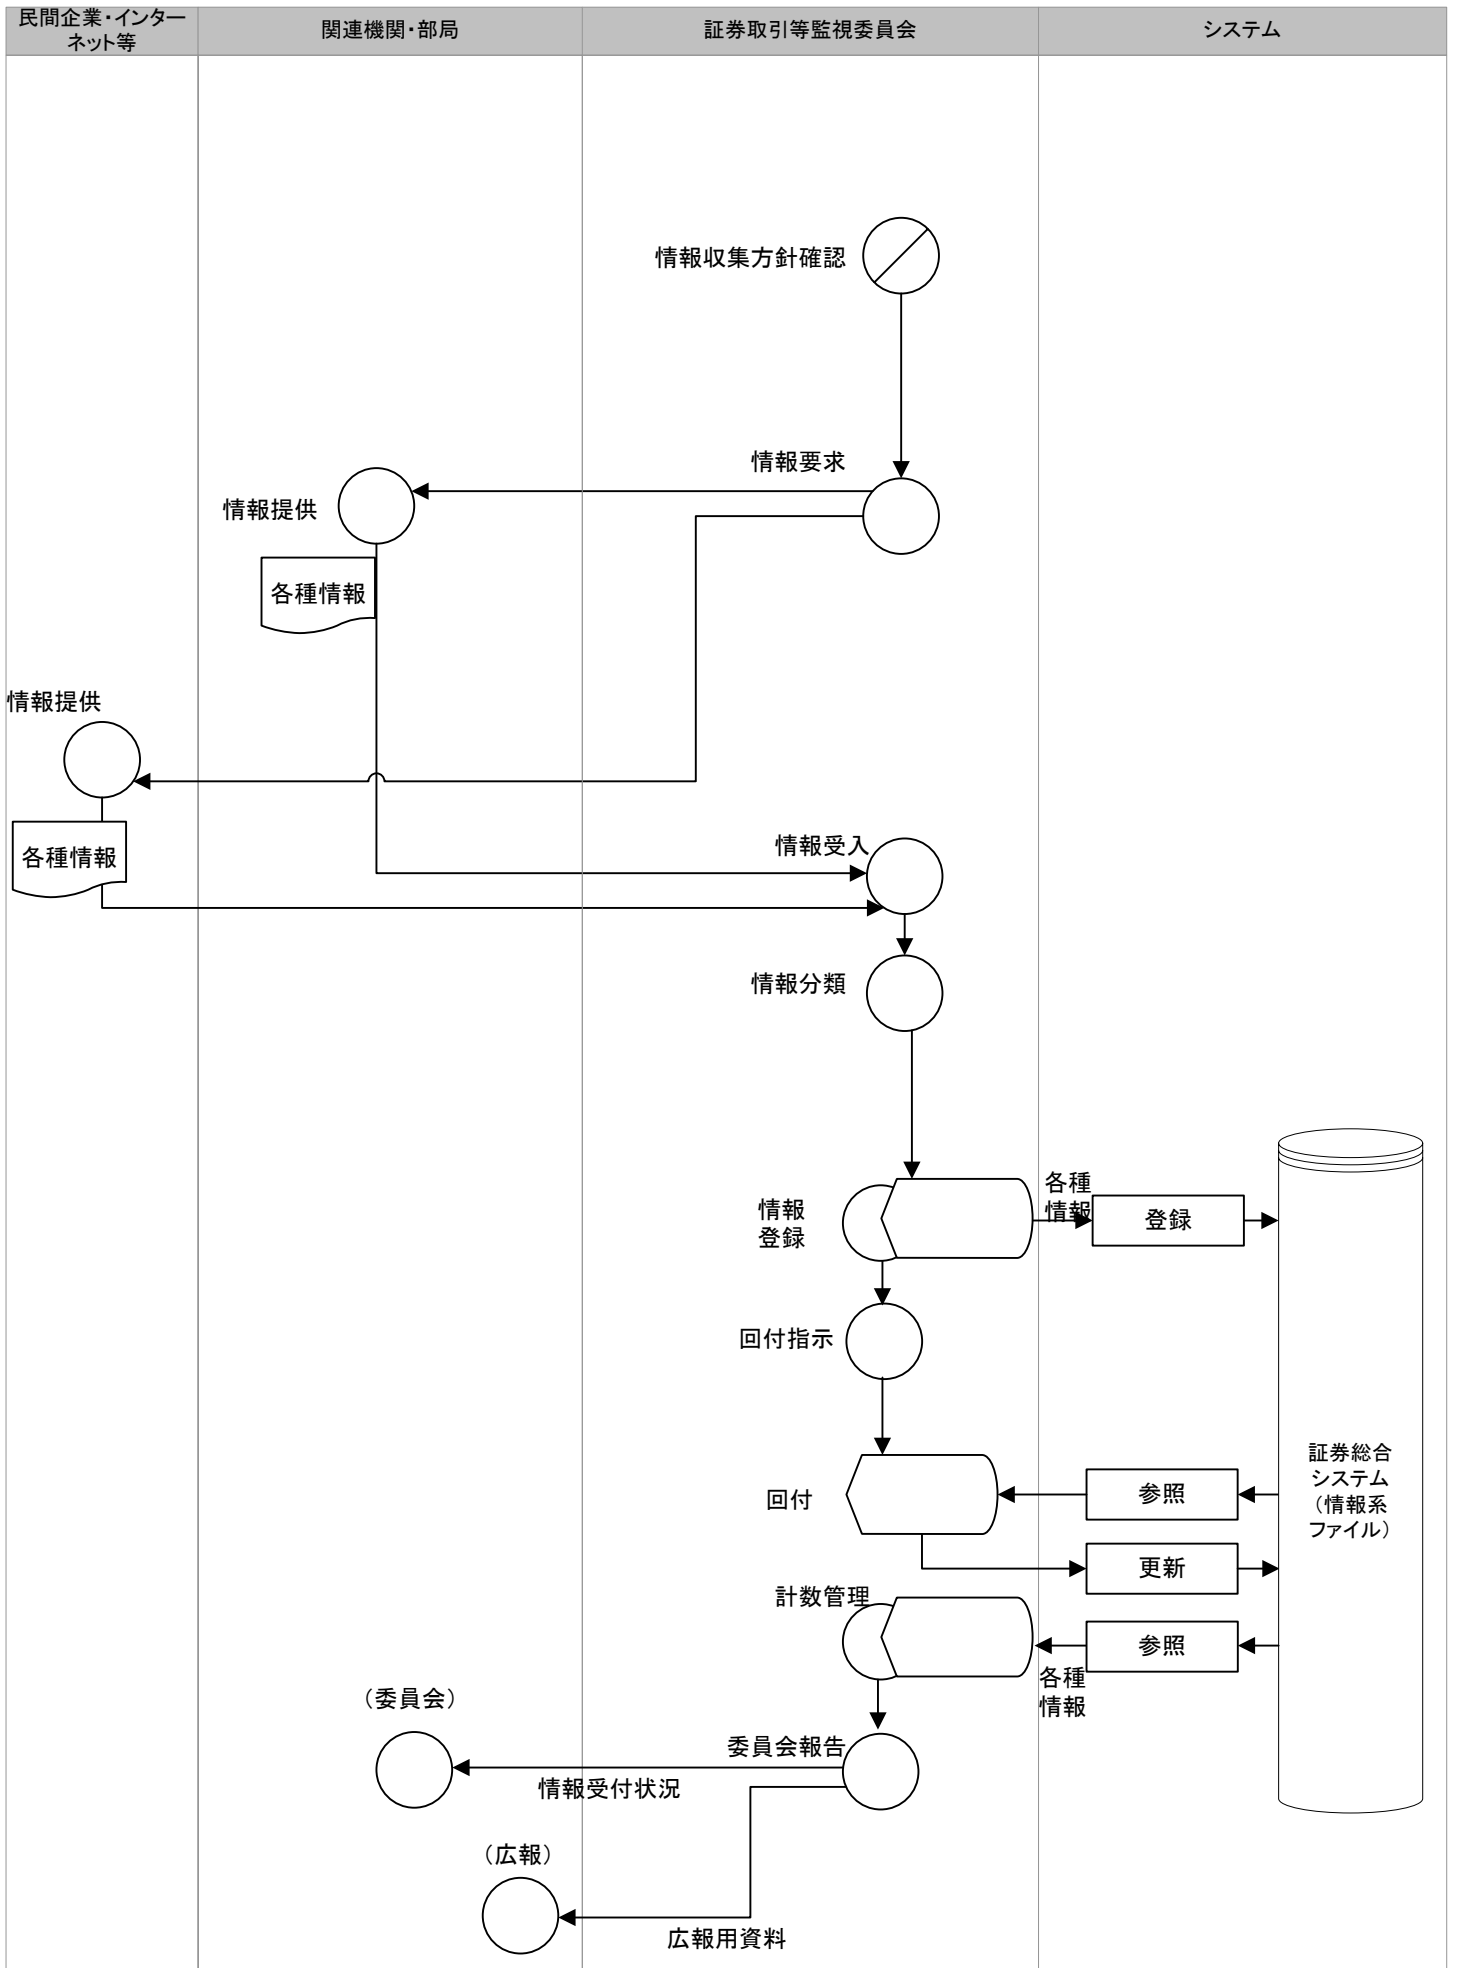 民間企業・インター
ネット等
関連機関・部局
証券取引等監視委員会
システム
情報収集方針確認
情報要求
情報提供
各種情報
情報提供
各種情報
情報受入
情報分類
情報
登録
各種
情報
登録
回付指示
回付
参照
証券総合
システム
（情報系
ファイル）
更新
計数管理
参照
各種
情報
（委員会）
委員会報告
情報受付状況
（広報）
広報用資料